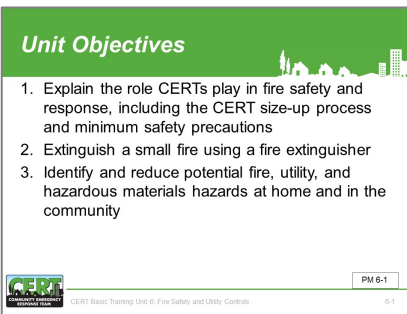 Unit Objectives
1. Explain the role CERTs play in fire safety and
response, including the CERT size-up process
and minimum safety precautions
2. Extinguish a small fire using a fire extinguisher
3. Identify and reduce potential fire, utility, and
hazardous materials hazards at home and in the
community
PM 6-1
CERT
COMMUNITY EMERGENCY
RESPONSE TEAM
CERT Basic Training Unit 6: Fire Safety and Utility Controls
6-1